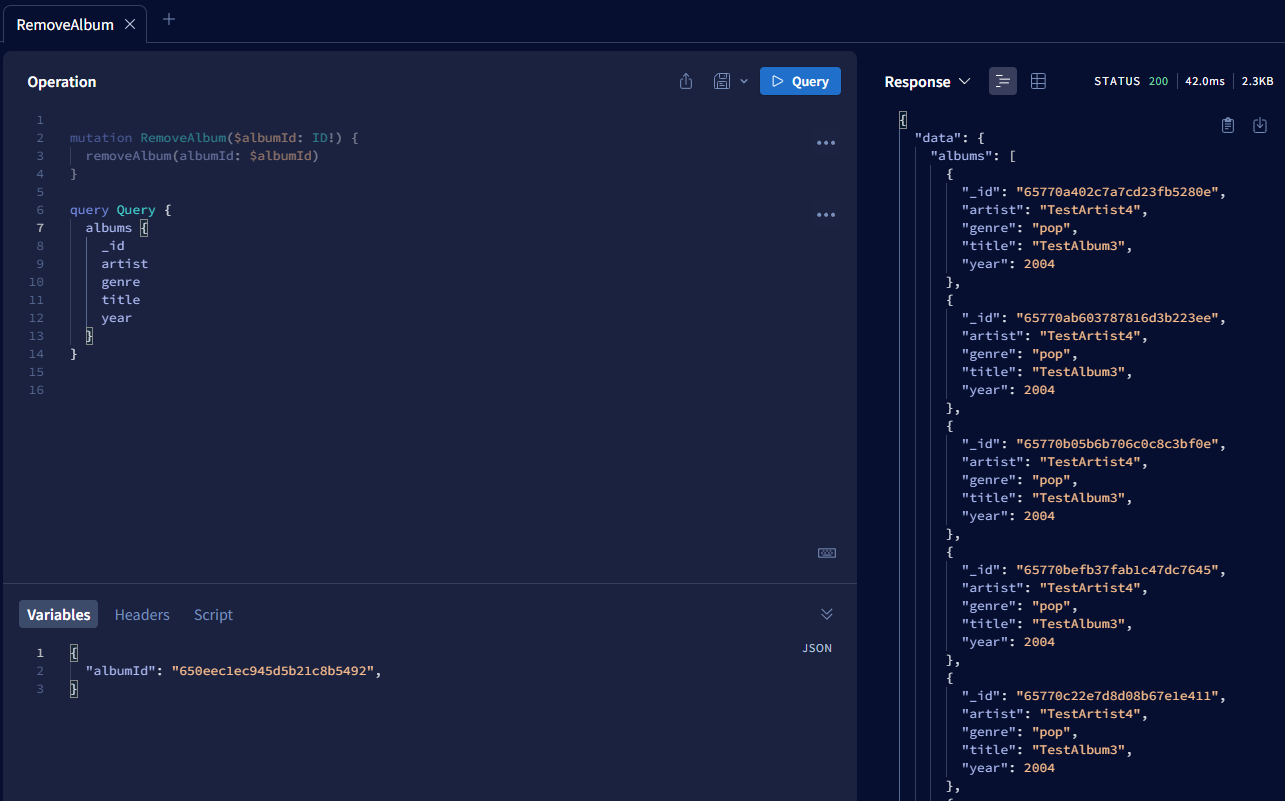 RemoveAlbum
Operation
Query
1
2 mutation RemoveAlbum($albumId: ID!) {
3 removeAlbum(albumId: $albumId)
4 }
5
6 query Query {
7 albums {
8 _id
9 artist
10 genre
11 title
12 year
13 }
14 }
15
16
Variables Headers Script
JSON
1 {
2 "albumId": "650eec1ec945d5b21c8b5492",
3 }
Response STATUS 200 42.0ms 2.3KB
{
"data": {
"albums": [
{
"_id": "65770a402c7a7cd23fb5280e",
"artist": "TestArtist4",
"genre": "pop",
"title": "TestAlbum3",
"year": 2004
},
{
"_id": "65770ab603787816d3b223ee",
"artist": "TestArtist4",
"genre": "pop",
"title": "TestAlbum3",
"year": 2004
},
{
"_id": "65770b05b6b706c0c8c3bf0e",
"artist": "TestArtist4",
"genre": "pop",
"title": "TestAlbum3",
"year": 2004
},
{
"_id": "65770befb37fab1c47dc7645",
"artist": "TestArtist4",
"genre": "pop",
"title": "TestAlbum3",
"year": 2004
},
{
"_id": "65770c22e7d8d08b67e1e411",
"artist": "TestArtist4",
"genre": "pop",
"title": "TestAlbum3",
"year": 2004
},